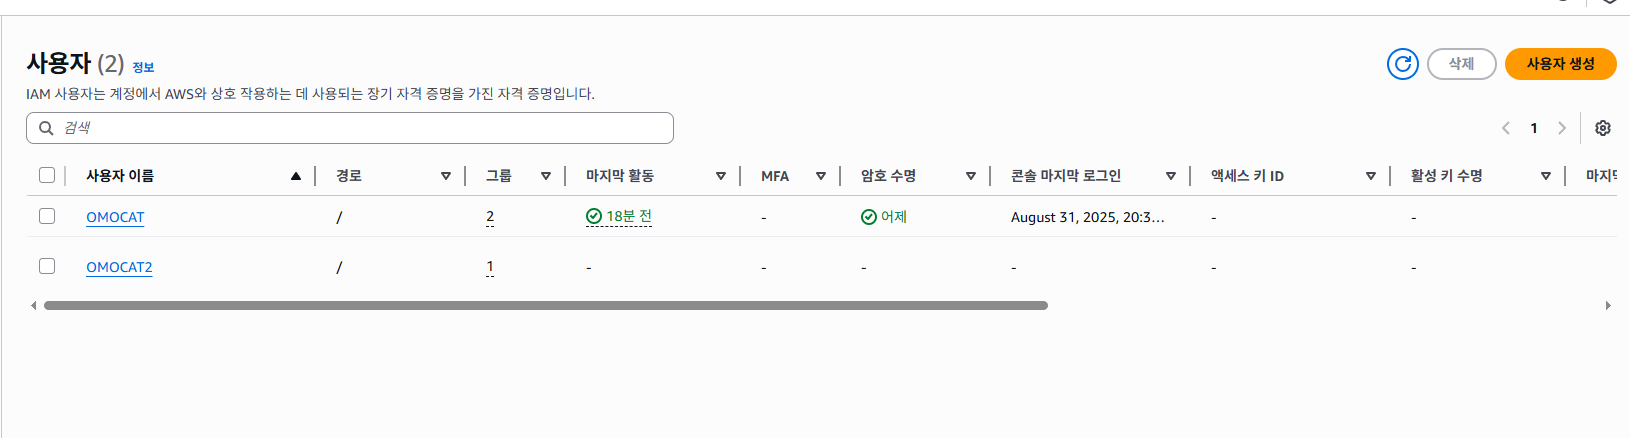 사용자 (2) 정보
삭제 사용자 생성
IAM 사용자는 계정에서 AWS와 상호 작용하는 데 사용되는 장기 자격 증명을 가진 자격 증명입니다.
검색
1
사용자 이름 경로 그룹 마지막 활동 MFA 암호 수명 콘솔 마지막 로그인 액세스 키 ID 활성 키 수명
OMOCAT / 2 18분 전 - 어제 August 31, 2025, 20:3... - -
OMOCAT2 / 1 - - - - - -